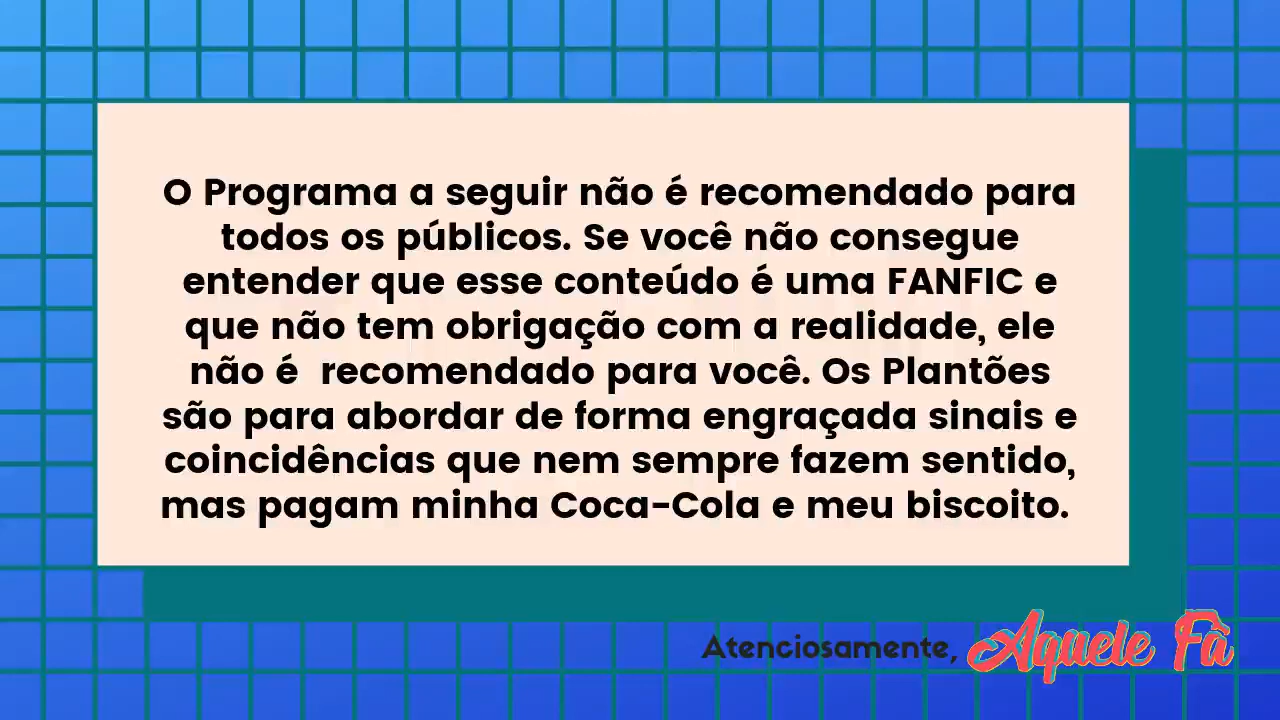 O Programa a seguir não é recomendado para
todos os públicos. Se você não consegue
entender que esse conteúdo é uma FANFIC e
que não tem obrigação com a realidade, ele
não é  recomendado para você. Os Plantões
são para abordar de forma engraçada sinais e
coincidências que nem sempre fazem sentido,
mas pagam minha Coca-Cola e meu biscoito.
Atenciosamente, Aquele Fã